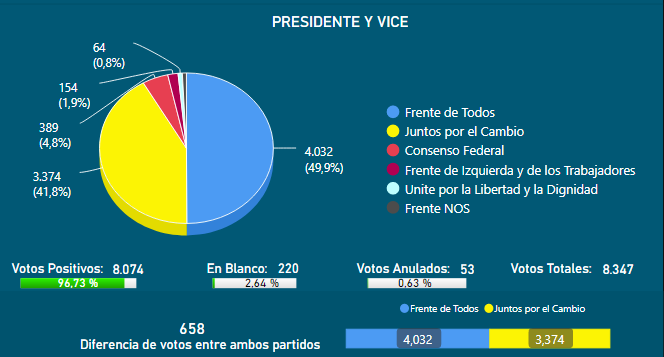 PRESIDENTE Y VICE
64
(0,8%)
154
(1,9%)
389
(4,8%)
3.374
(41,8%)
4.032
(49,9%)
Frente de Todos
Juntos por el Cambio
Consenso Federal
Frente de Izquierda y de los Trabajadores
Unite por la Libertad y la Dignidad
Frente NOS
Votos Positivos: 8.074
96,73 %
En Blanco: 220
2,64 %
Votos Anulados: 53
0,63 %
Votos Totales: 8.347
658
Diferencia de votos entre ambos partidos
Frente de Todos Juntos por el Cambio
4,032 3,374